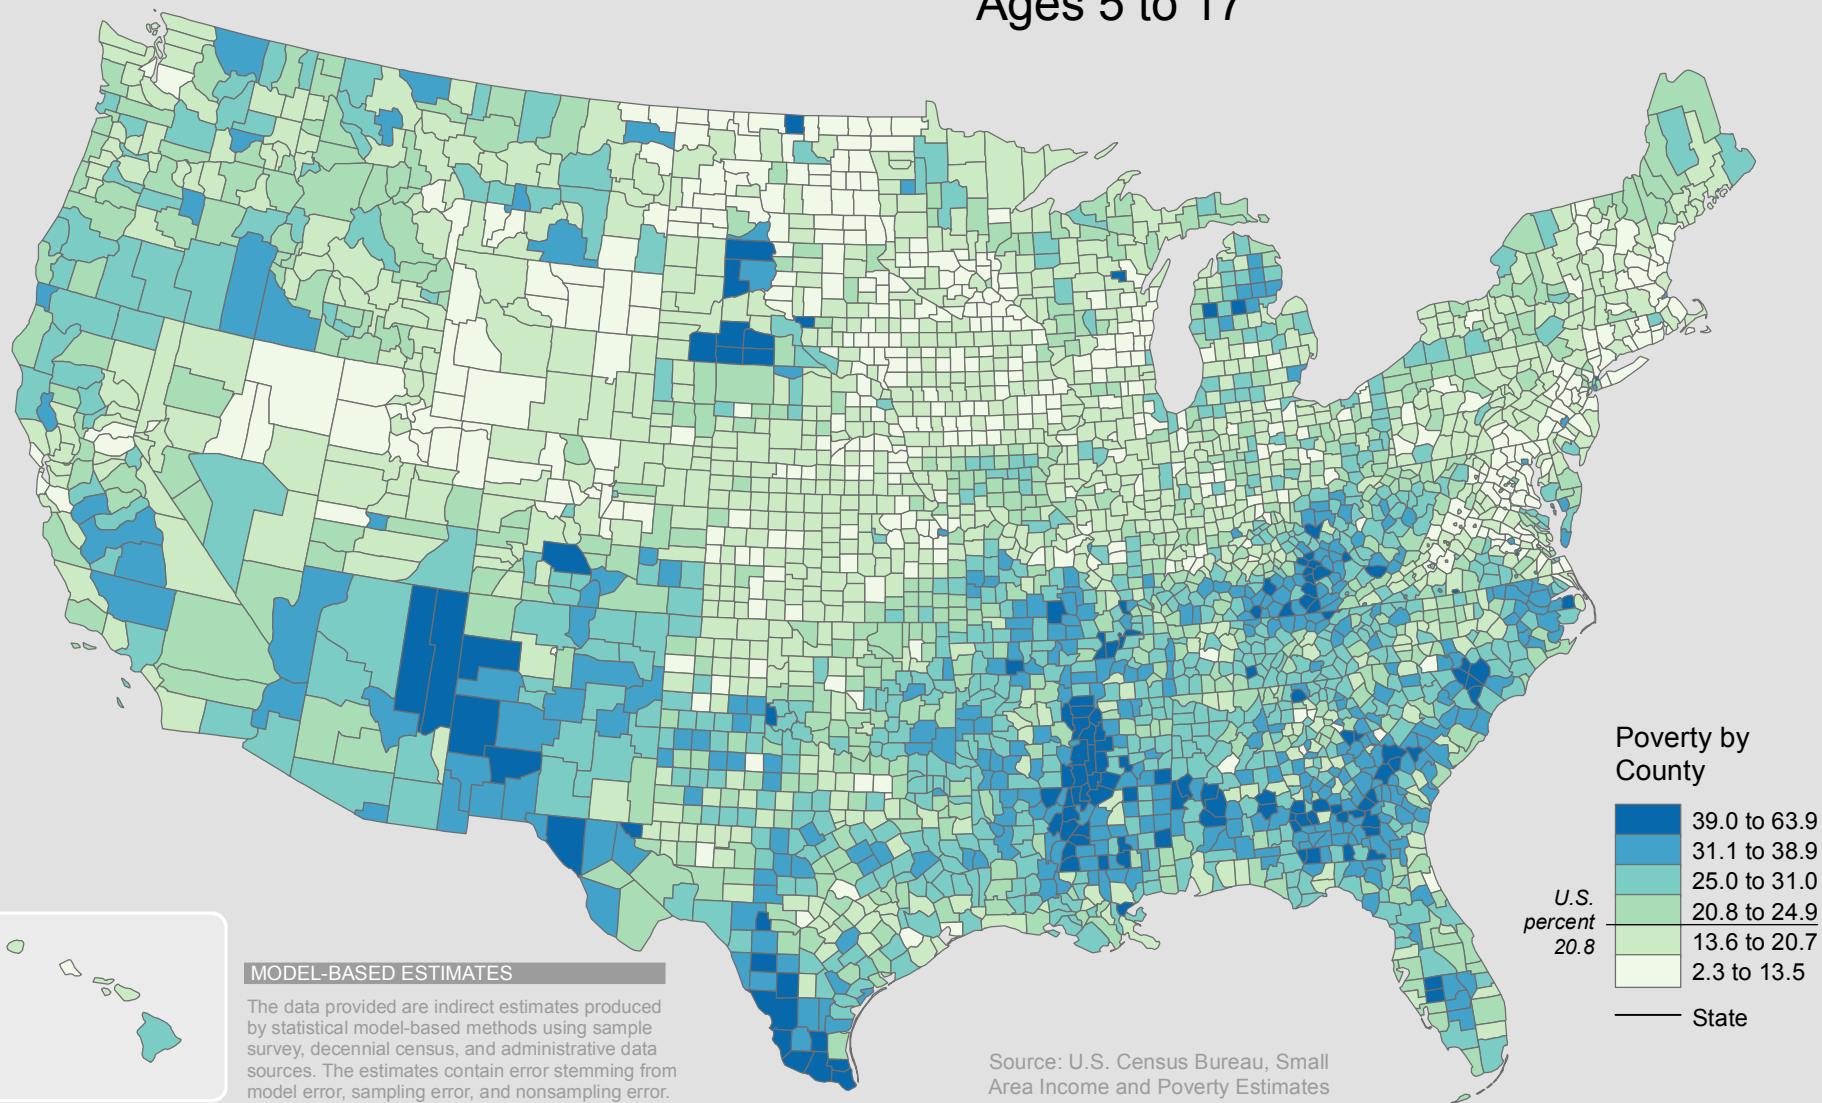 Ages 5 to 17
Poverty by
County
39.0 to 63.9
31.1 to 38.9
25.0 to 31.0
20.8 to 24.9
13.6 to 20.7
2.3 to 13.5
State
U.S.
percent
20.8
MODEL-BASED ESTIMATES
The data provided are indirect estimates produced
by statistical model-based methods using sample
survey, decennial census, and administrative data
sources. The estimates contain error stemming from
model error, sampling error, and nonsampling error.
Source: U.S. Census Bureau, Small
Area Income and Poverty Estimates